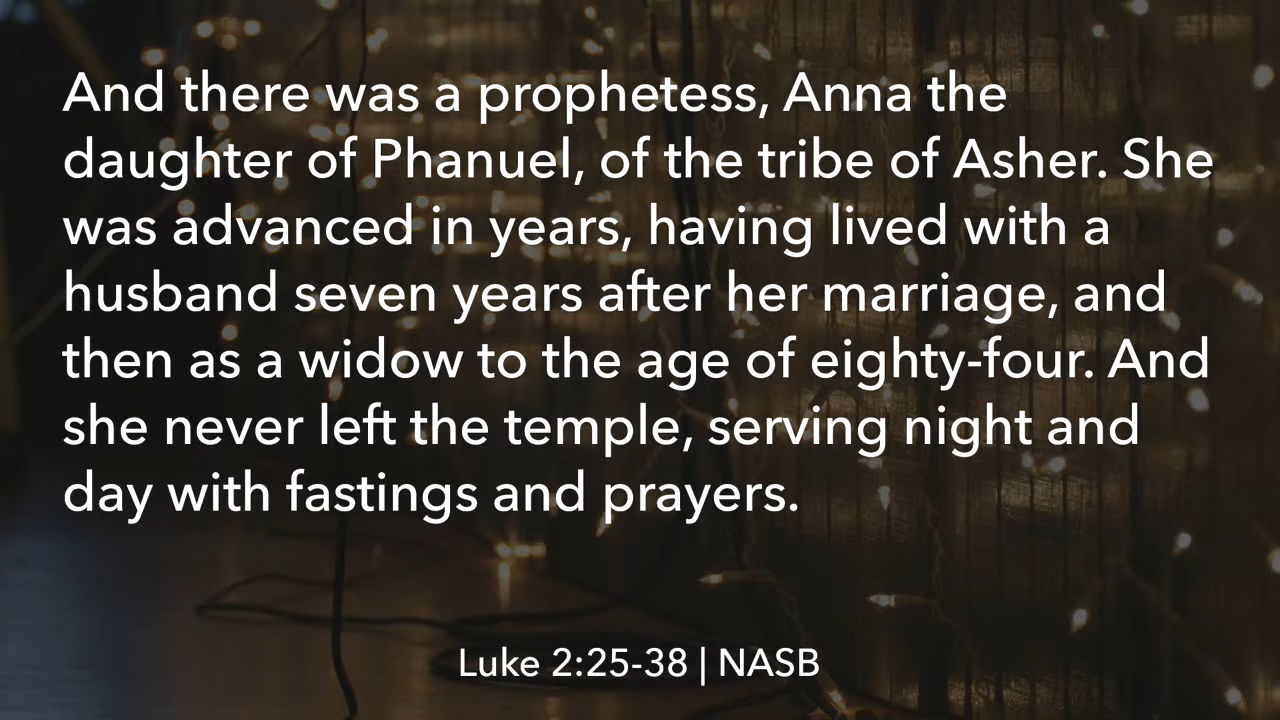 And there was a prophetess, Anna the
daughter of Phanuel, of the tribe of Asher. She
was advanced in years, having lived with a
husband seven years after her marriage, and
then as a widow to the age of eighty-four. And
she never left the temple, serving night and
day with fastings and prayers.
Luke 2:25-38 | NASB